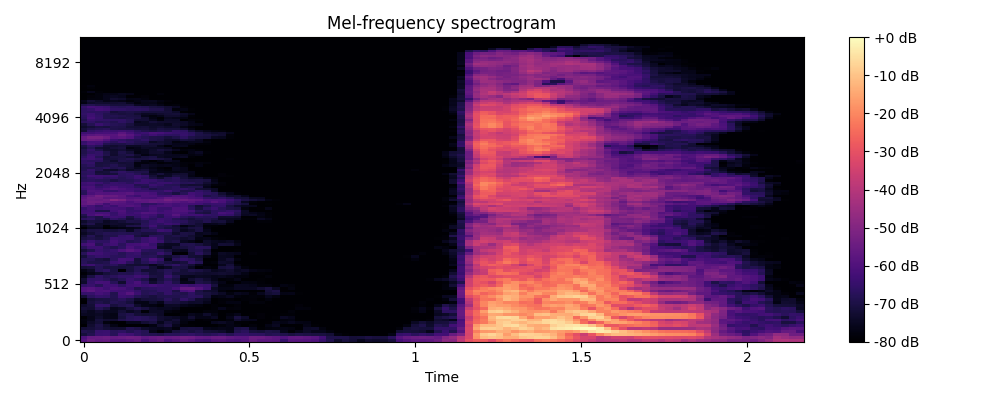 Mel-frequency spectrogram
Hz
8192
4096
2048
1024
512
0
0
0.5
1
1.5
2
Time
+0 dB
-10 dB
-20 dB
-30 dB
-40 dB
-50 dB
-60 dB
-70 dB
-80 dB